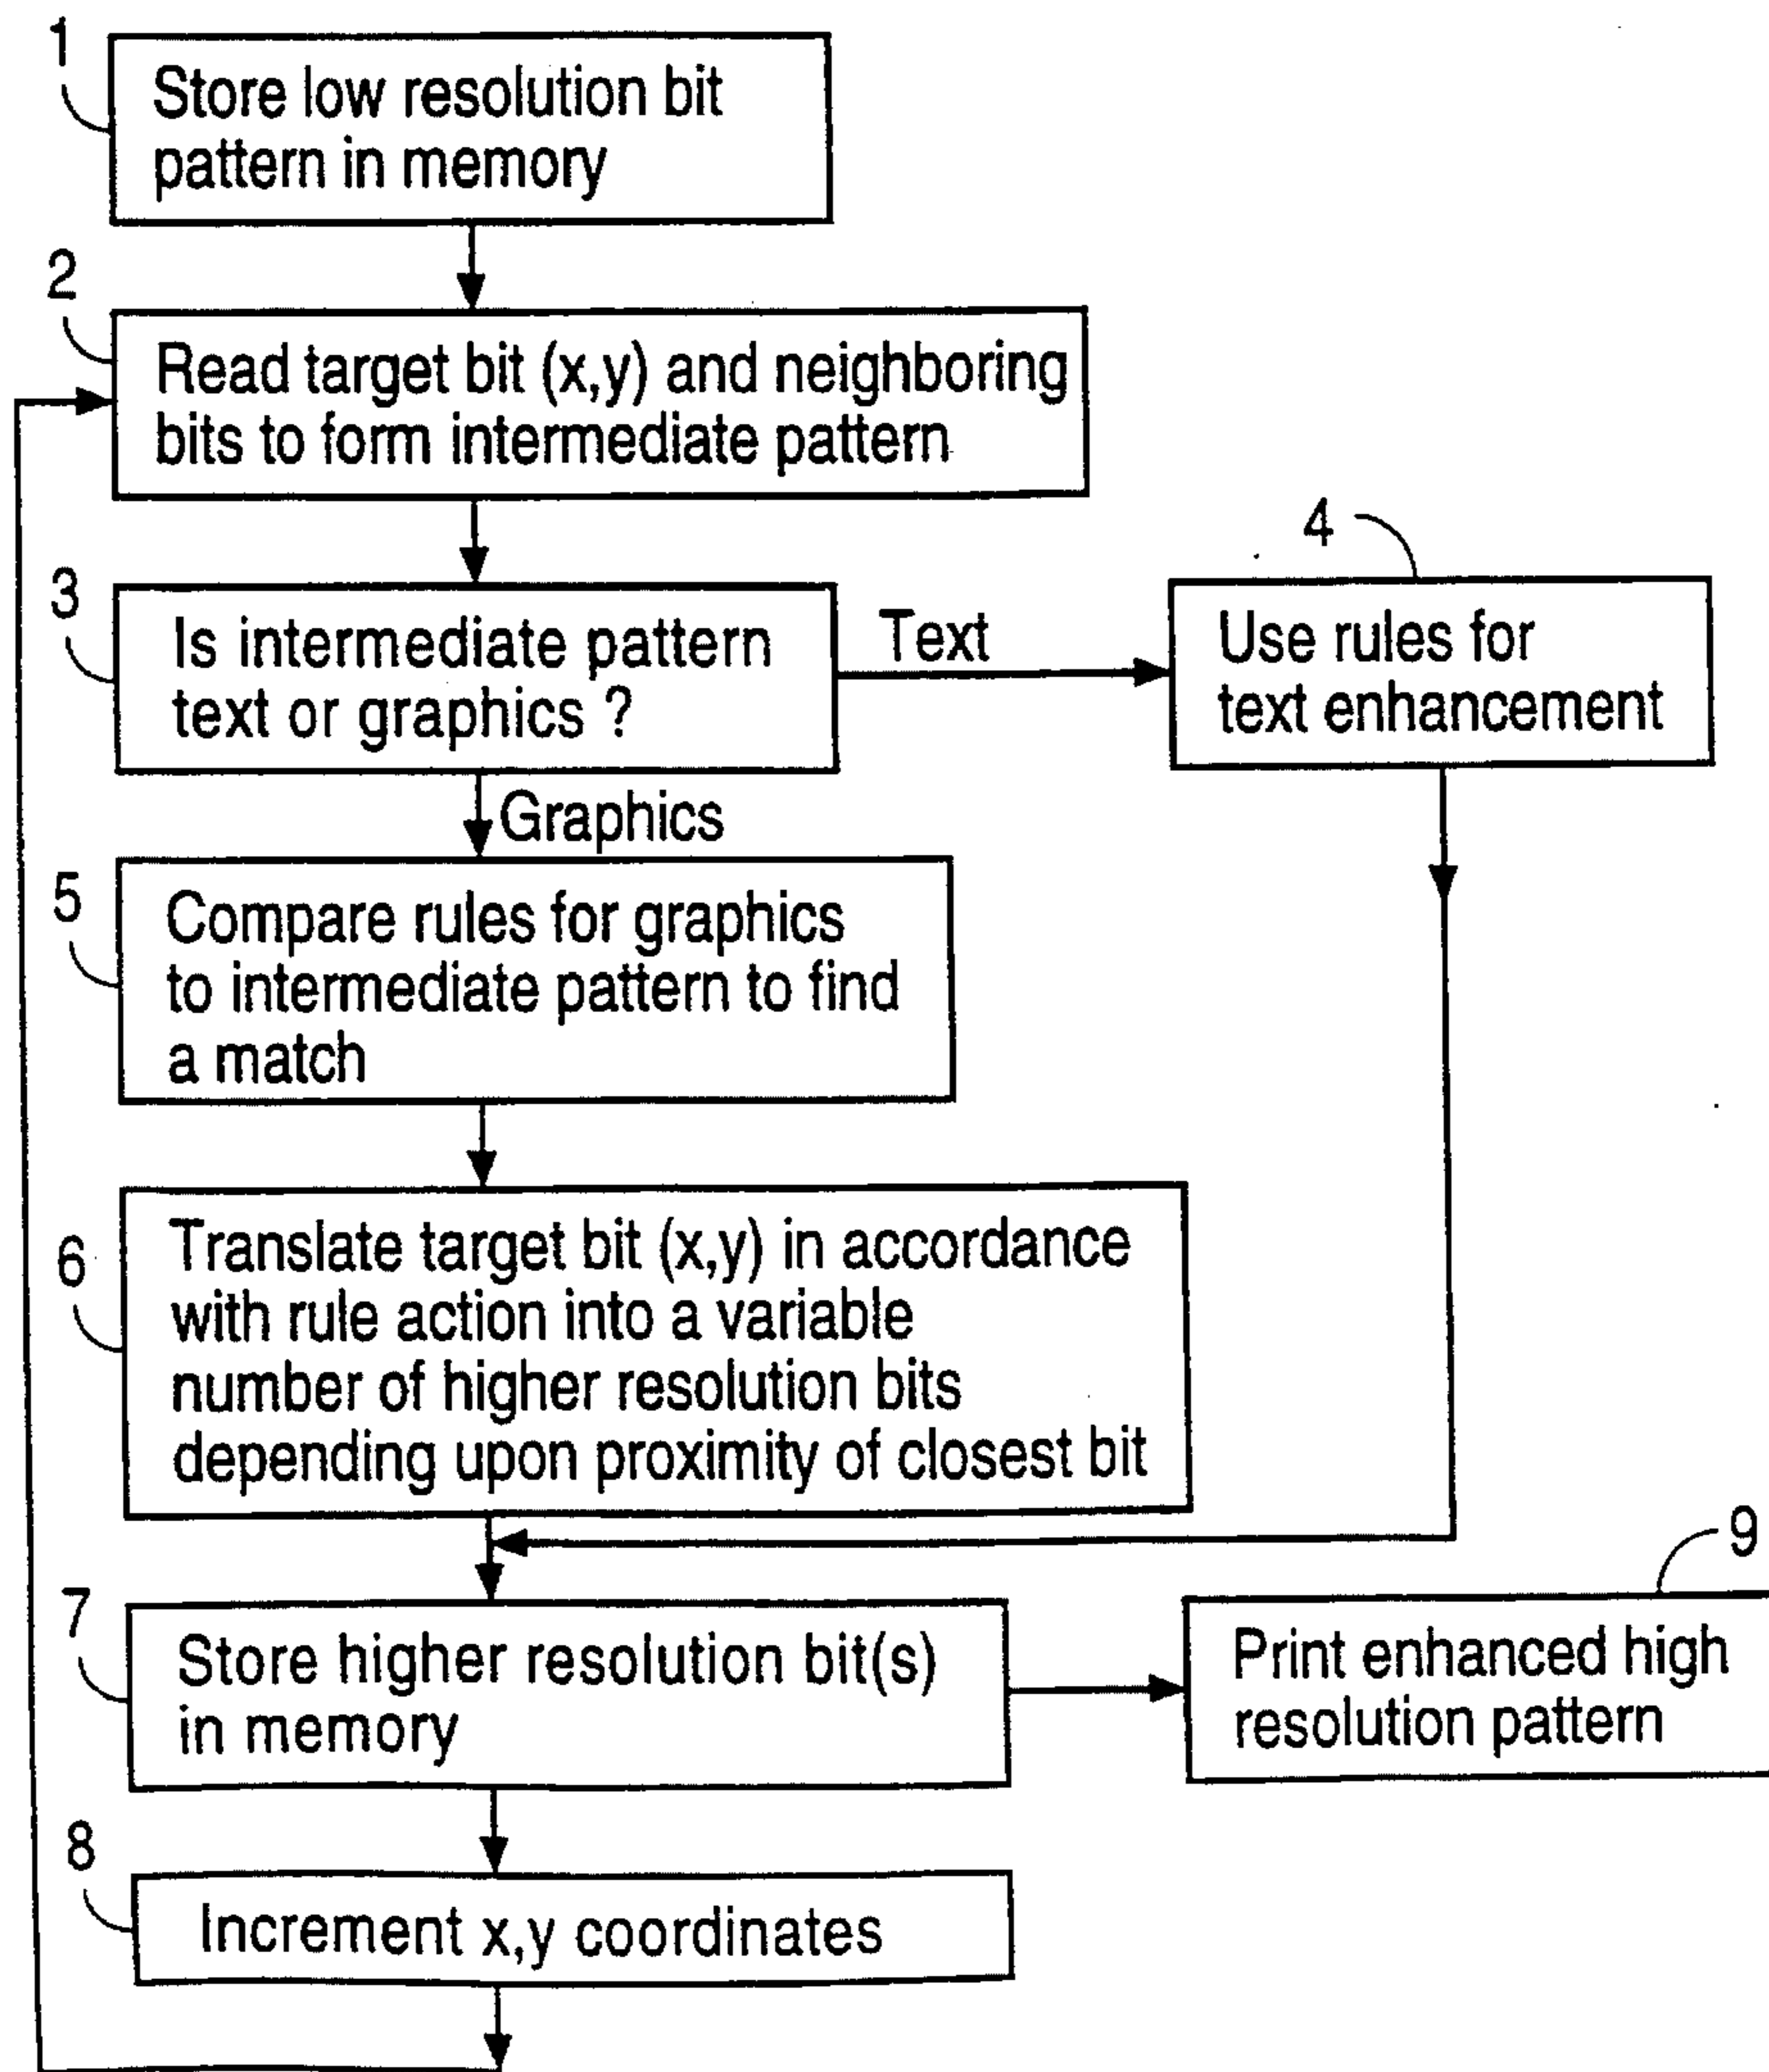 1
Store low resolution bit
pattern in memory
2
Read target bit (x,y) and neighboring
bits to form intermediate pattern
3
Is intermediate pattern
text or graphics ?
Text
4
Use rules for
text enhancement
Graphics
5
Compare rules for graphics
to intermediate pattern to find
a match
6
Translate target bit (x,y) in accordance
with rule action into a variable
number of higher resolution bits
depending upon proximity of closest bit
7
Store higher resolution bit(s)
in memory
9
Print enhanced high
resolution pattern
8
Increment x,y coordinates